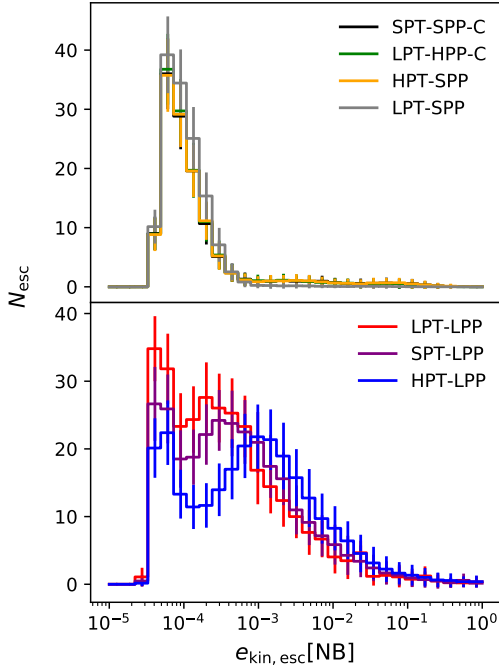 40
30
20
10
0
SPT-SPP-C
LPT-HPP-C
HPT-SPP
LPT-SPP
N_esc
40
30
20
10
0
LPT-LPP
SPT-LPP
HPT-LPP
10⁻⁵ 10⁻⁴ 10⁻³ 10⁻² 10⁻¹ 10⁰
e_kin, esc[NB]